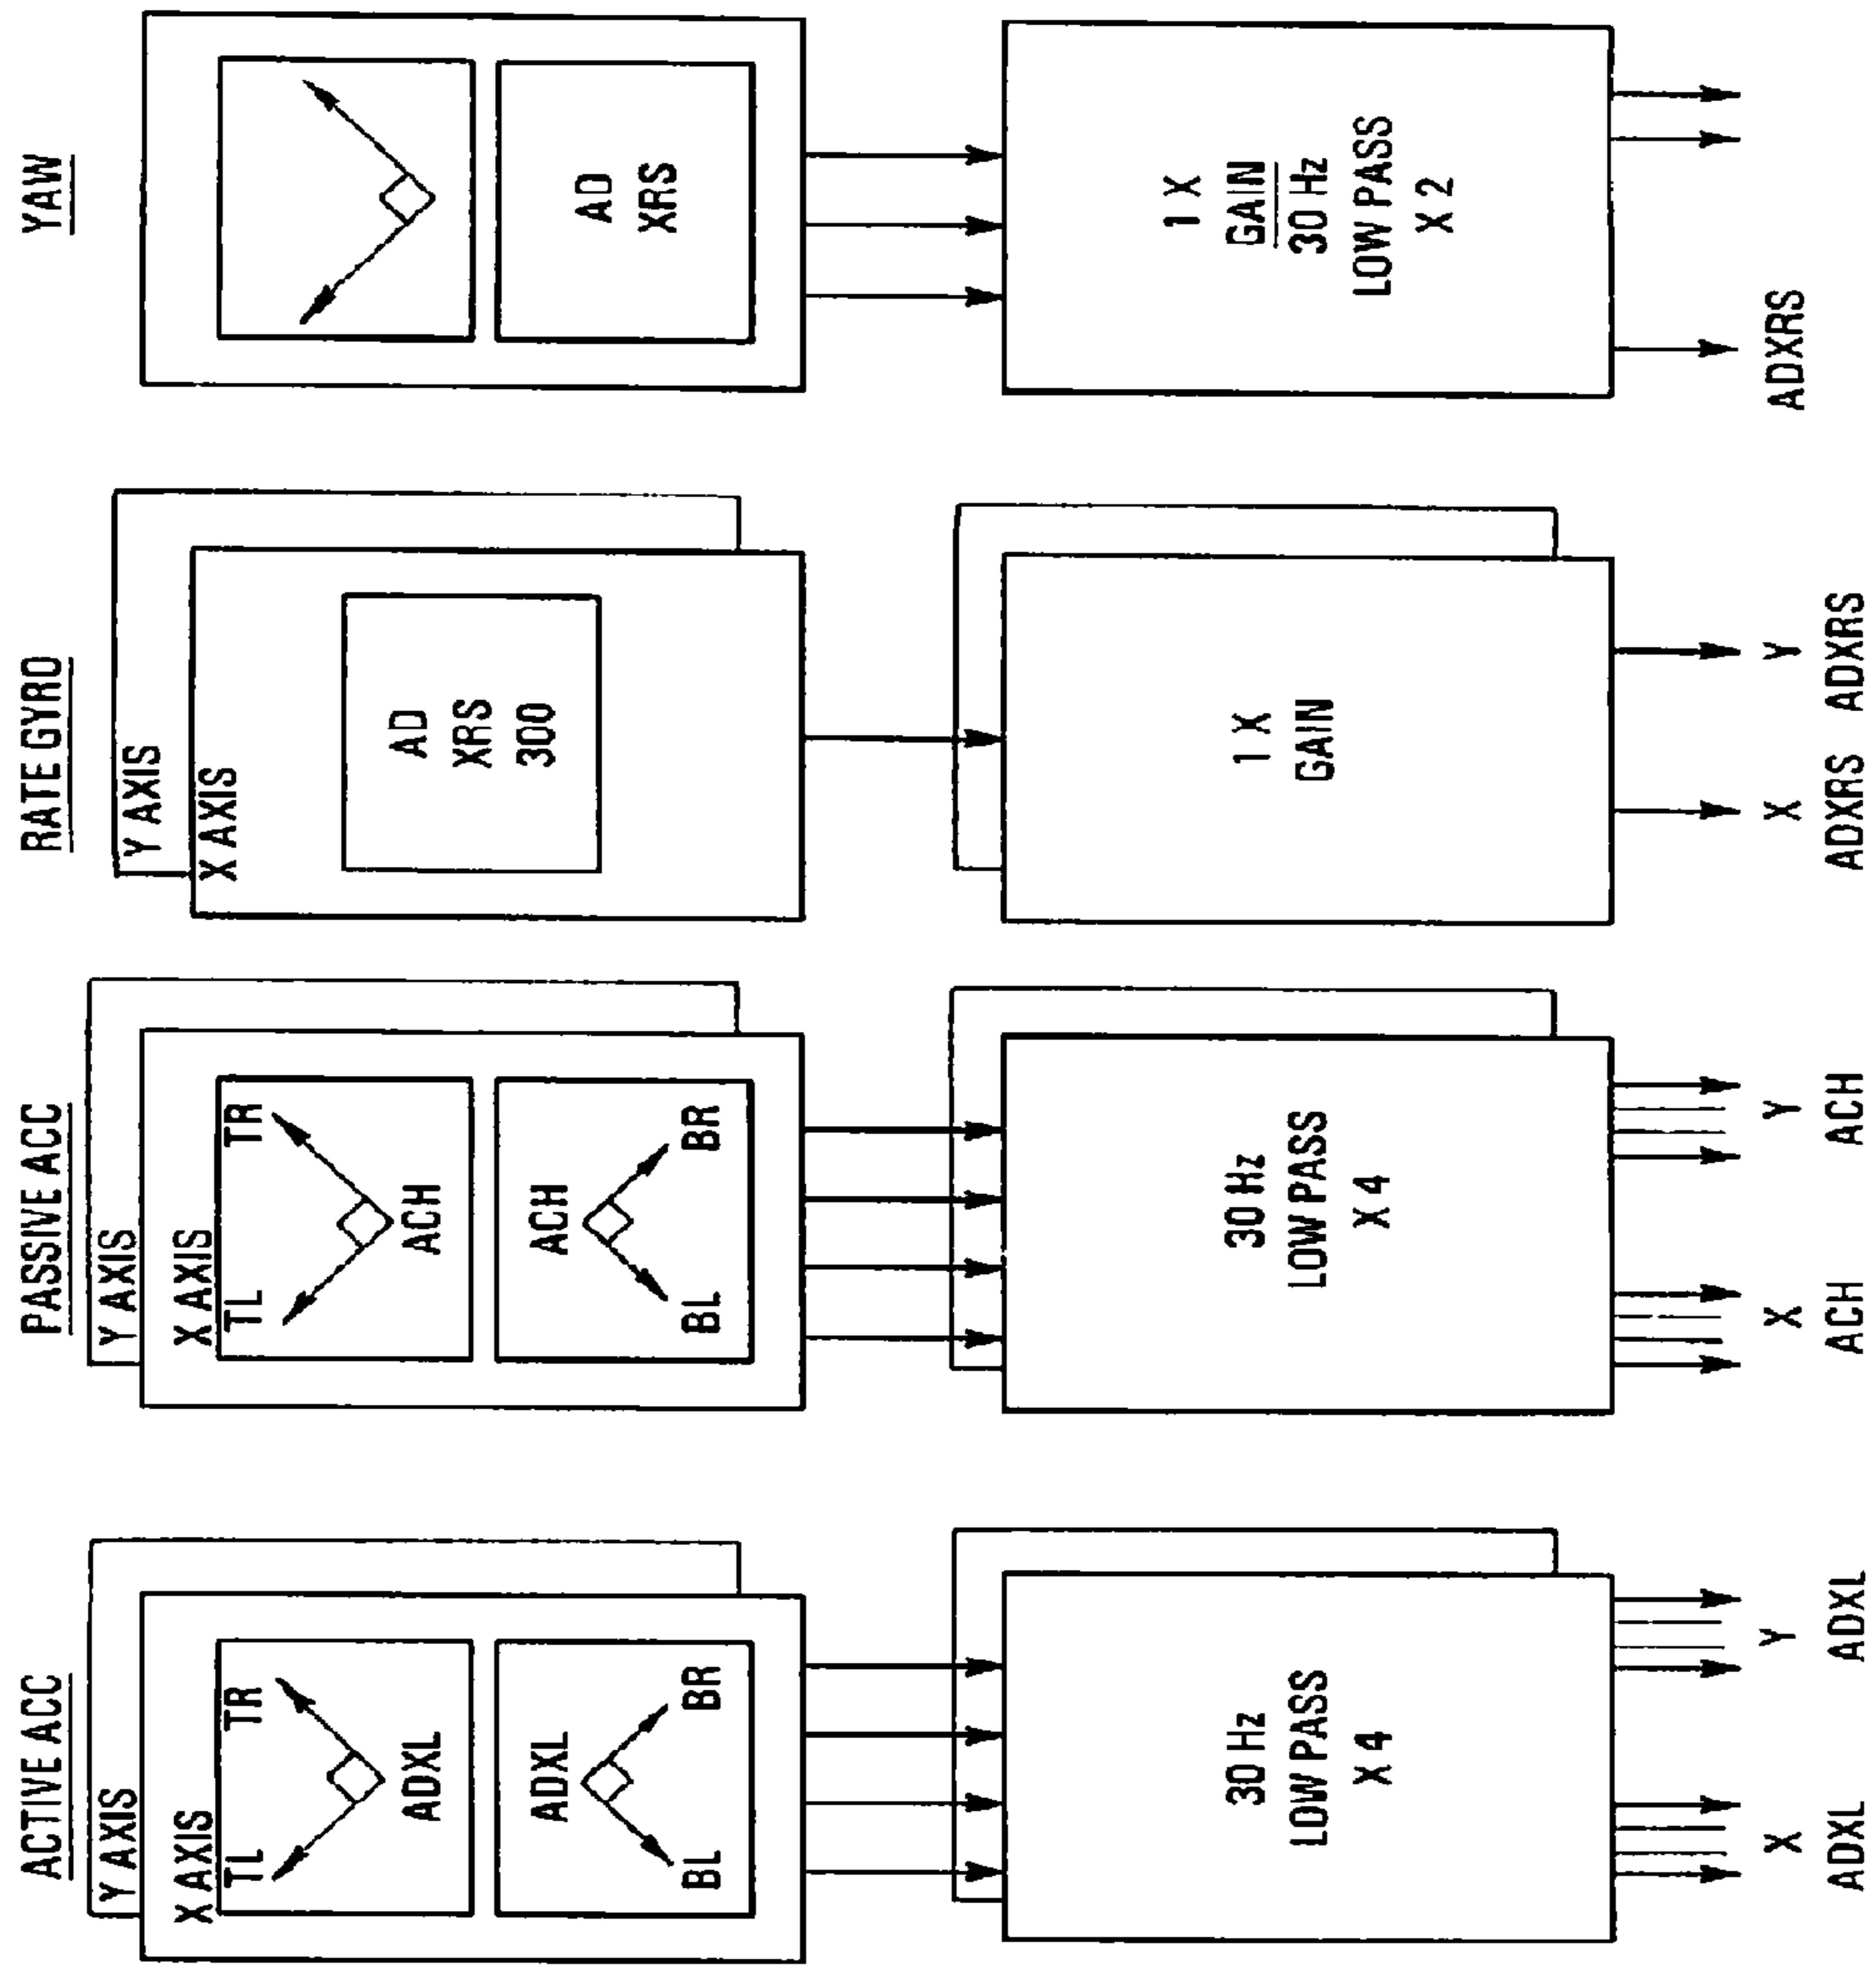 ACTIVE ACC
Y AXIS
X AXIS
TL TR
ADXL
ADXL
BL BR
30 Hz
LOW PASS
X 4
X Y
ADXL ADXL
PASSIVE ACC
Y AXIS
X AXIS
TL TR
ACH
ACH
BL BR
30 Hz
LOW PASS
X 4
X Y
ACH ACH
RATE GYRO
Y AXIS
X AXIS
AD
XRS
300
1 X
GAIN
X Y
ADXRS ADXRS
YAW
AD
XRS
1 X
GAIN
30 Hz
LOW PASS
X 2
ADXRS